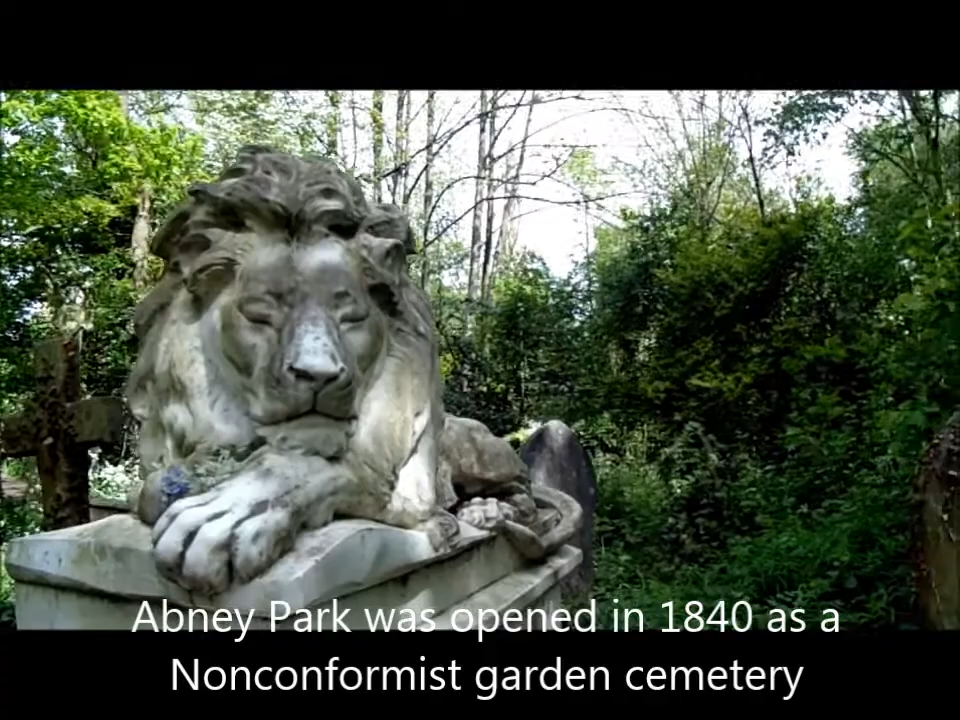 Abney Park was opened in 1840 as a
Nonconformist garden cemetery